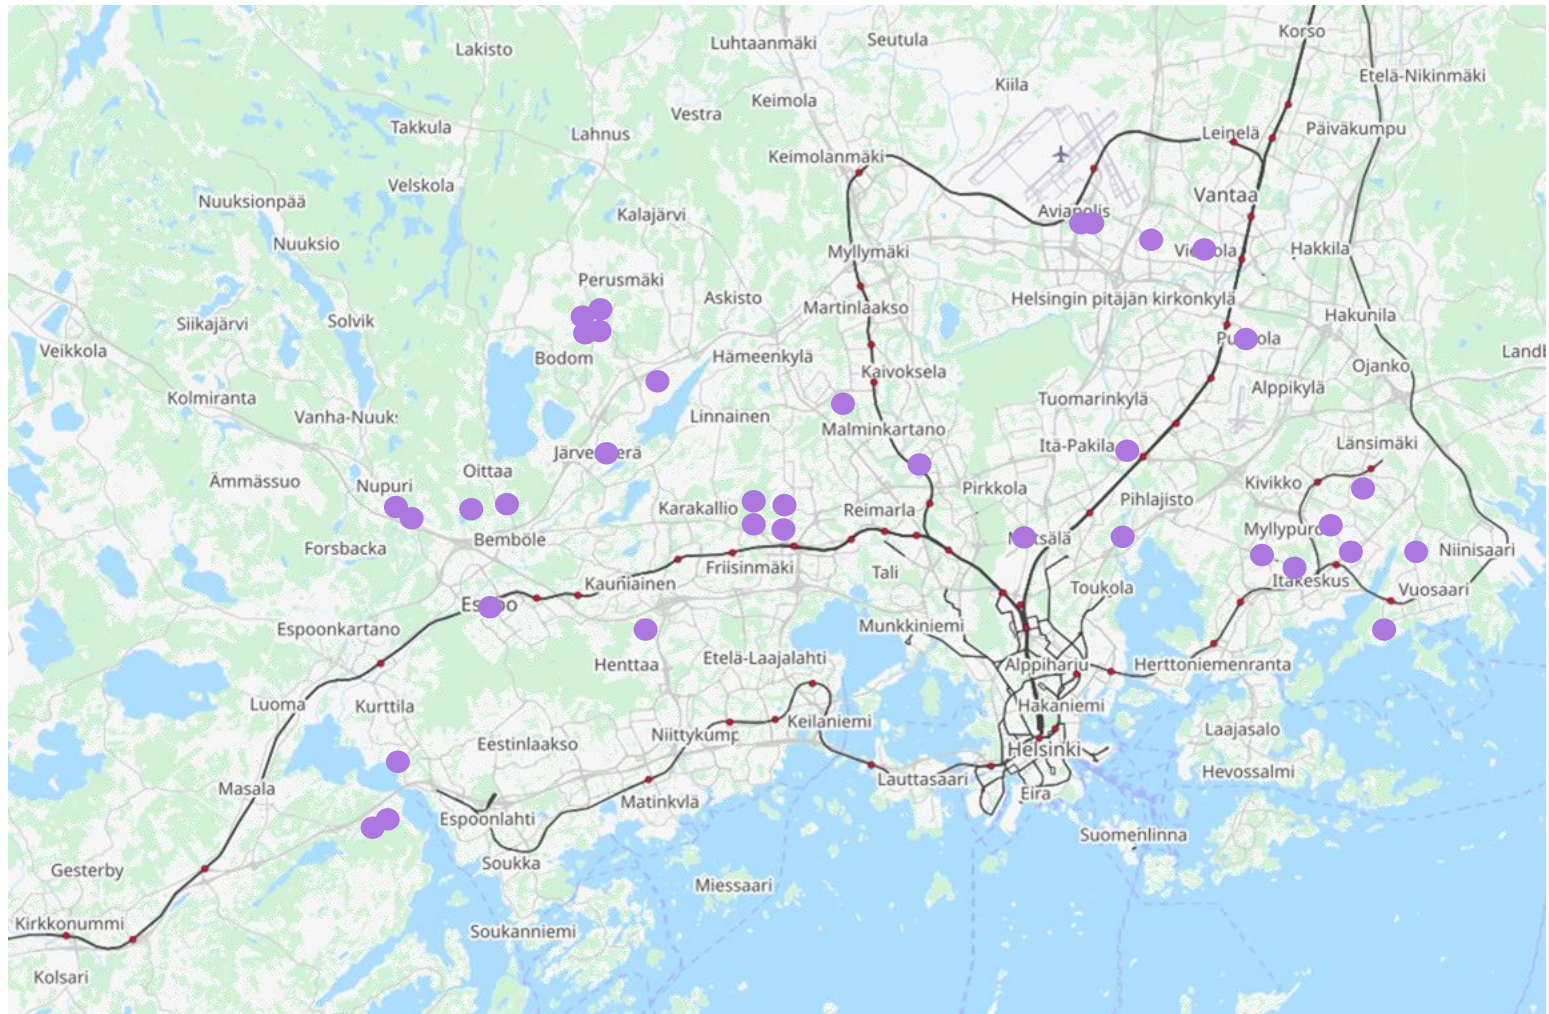 Korso
Lakisto
Luhtaanmäki
Seutula
Etelä-Nikinmäki
Kiila
Keimola
Vestra
Takkula
Lahnus
Leinelä
Päiväkumpu
Keimolanmäki
Velskola
Vantaa
Nuuksionpää
Kalajärvi
Nuuksio
Myllymäki
Hakkila
Perusmäki
Askisto
Helsingin pitäjän kirkonkylä
Martinlaakso
Siikajärvi
Solvik
Hakunila
Veikkola
Bodom
Hämeenkylä
Ojanko
Kaivoksela
Alppikylä
Kolmiranta
Tuomarinkylä
Vanha-Nuuk
Linnainen
Malminkartano
Itä-Pakila
Länsimäki
Oittaa
Ämmässuo
Nupuri
Kivikko
Pirkkola
Pihlajisto
Karakallio
Reimarla
Bemböle
Forsbacka
Niinisaari
Friisinmäki
Tali
Kauniainen
Itäkeskus
Toukola
Vuosaari
Espoonkartano
Munkkiniemi
Henttaa
Etelä-Laajalahti
Alppiharju
Herttoniemenranta
Luoma
Kurttila
Hakaniemi
Keilaniemi
Laajasalo
Eestinlaakso
Helsinki
Hevossalmi
Lauttasaari
Masala
Matinkylä
Eira
Espoonlahti
Suomenlinna
Soukka
Gesterby
Miessaari
Kirkkonummi
Soukanniemi
Kolsari